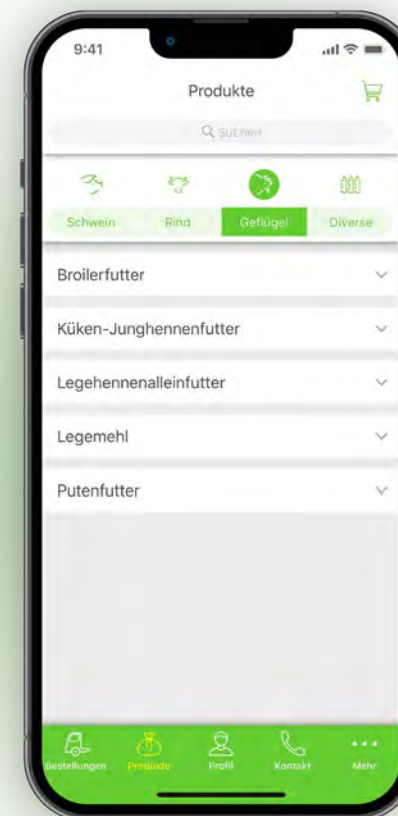 9:41
Produkte
Suchen
Schwein Rind Geflügel Diverse
Broilerfutter
Küken-Junghennenfutter
Legehennenalleinfutter
Legemehl
Putenfutter
Bestellungen Produkte Profil Kontakt Mehr